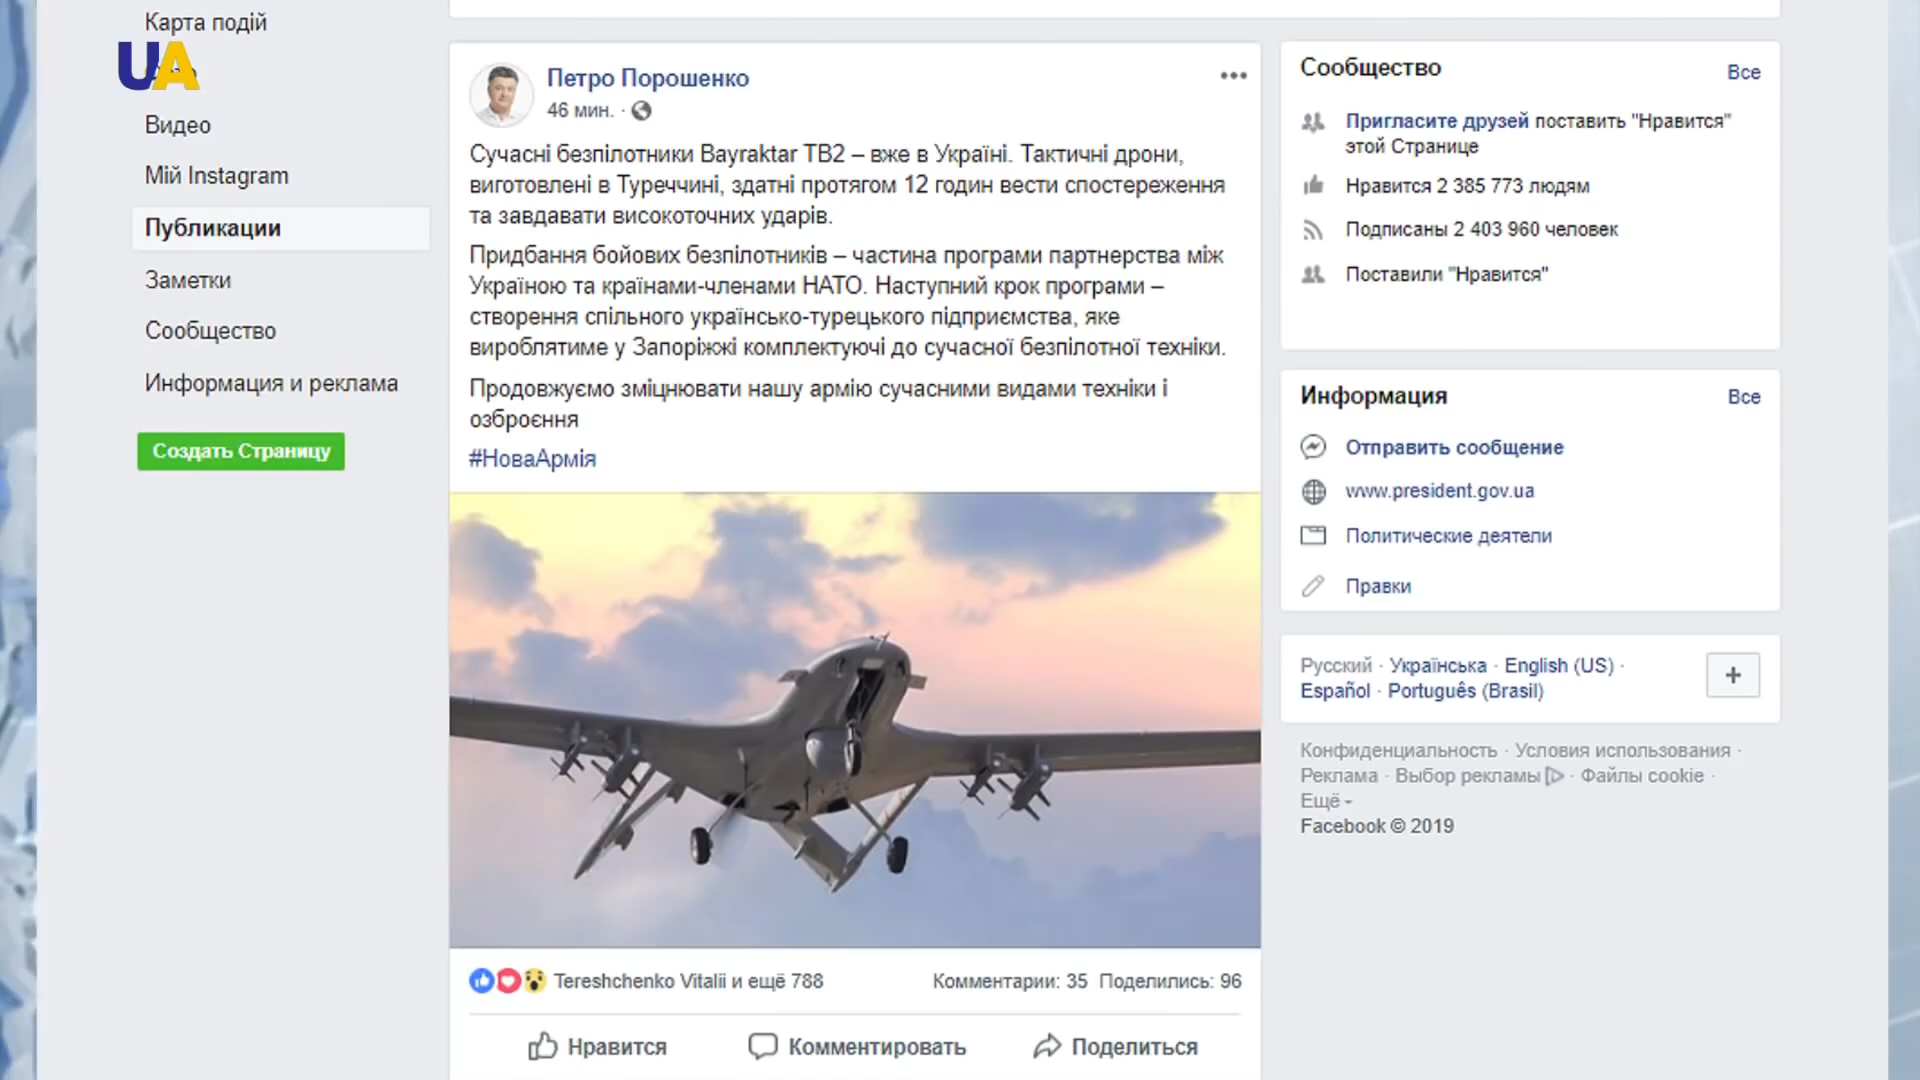 Карта подій
UA
Видео
Мій Instagram
Публикации
Заметки
Сообщество
Информация и реклама
Создать Страницу
Петро Порошенко
46 мин. ·
Сучасні безпілотники Bayraktar TB2 – вже в Україні. Тактичні дрони,
виготовлені в Туреччині, здатні протягом 12 годин вести спостереження
та завдавати високоточних ударів.
Придбання бойових безпілотників – частина програми партнерства між
Україною та країнами-членами НАТО. Наступний крок програми –
створення спільного українсько-турецького підприємства, яке
вироблятиме у Запоріжжі комплектуючі до сучасної безпілотної техніки.
Продовжуємо зміцнювати нашу армію сучасними видами техніки і
озброєння
#НоваАрмія
Tereshchenko Vitalii и ещё 788
Комментарии: 35 Поделились: 96
Нравится
Комментировать
Поделиться
Сообщество
Все
Пригласите друзей поставить "Нравится"
этой Странице
Нравится 2 385 773 людям
Подписаны 2 403 960 человек
Поставили "Нравится"
Информация
Все
Отправить сообщение
www.president.gov.ua
Политические деятели
Правки
Русский · Українська · English (US) ·
Español · Português (Brasil)
Конфиденциальность · Условия использования ·
Реклама · Выбор рекламы · Файлы cookie ·
Ещё
Facebook © 2019